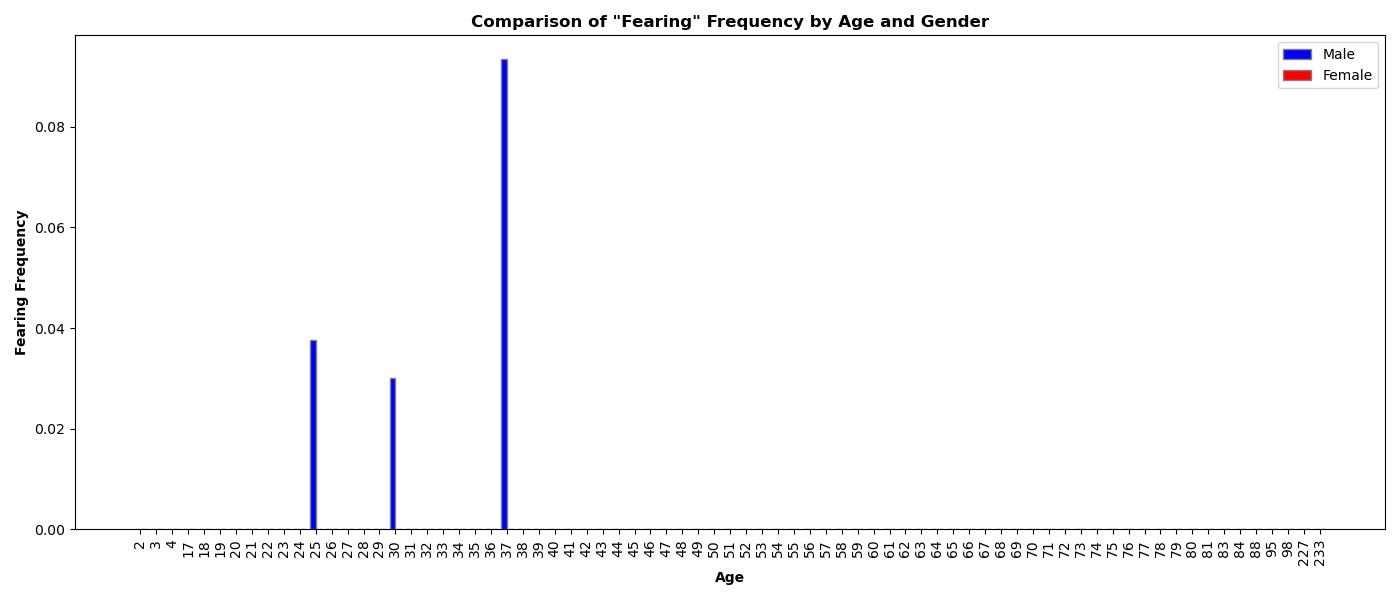 Comparison of "Fearing" Frequency by Age and Gender
Male
Female
Fearing Frequency
0.08
0.06
0.04
0.02
0.00
2 3 4 17 18 19 20 21 22 23 24 25 26 27 28 29 30 31 32 33 34 35 36 37 38 39 40 41 42 43 44 45 46 47 48 49 50 51 52 53 54 55 56 57 58 59 60 61 62 63 64 65 66 67 68 69 70 71 72 73 74 75 76 77 78 79 80 81 83 84 88 95 98 227 233
Age